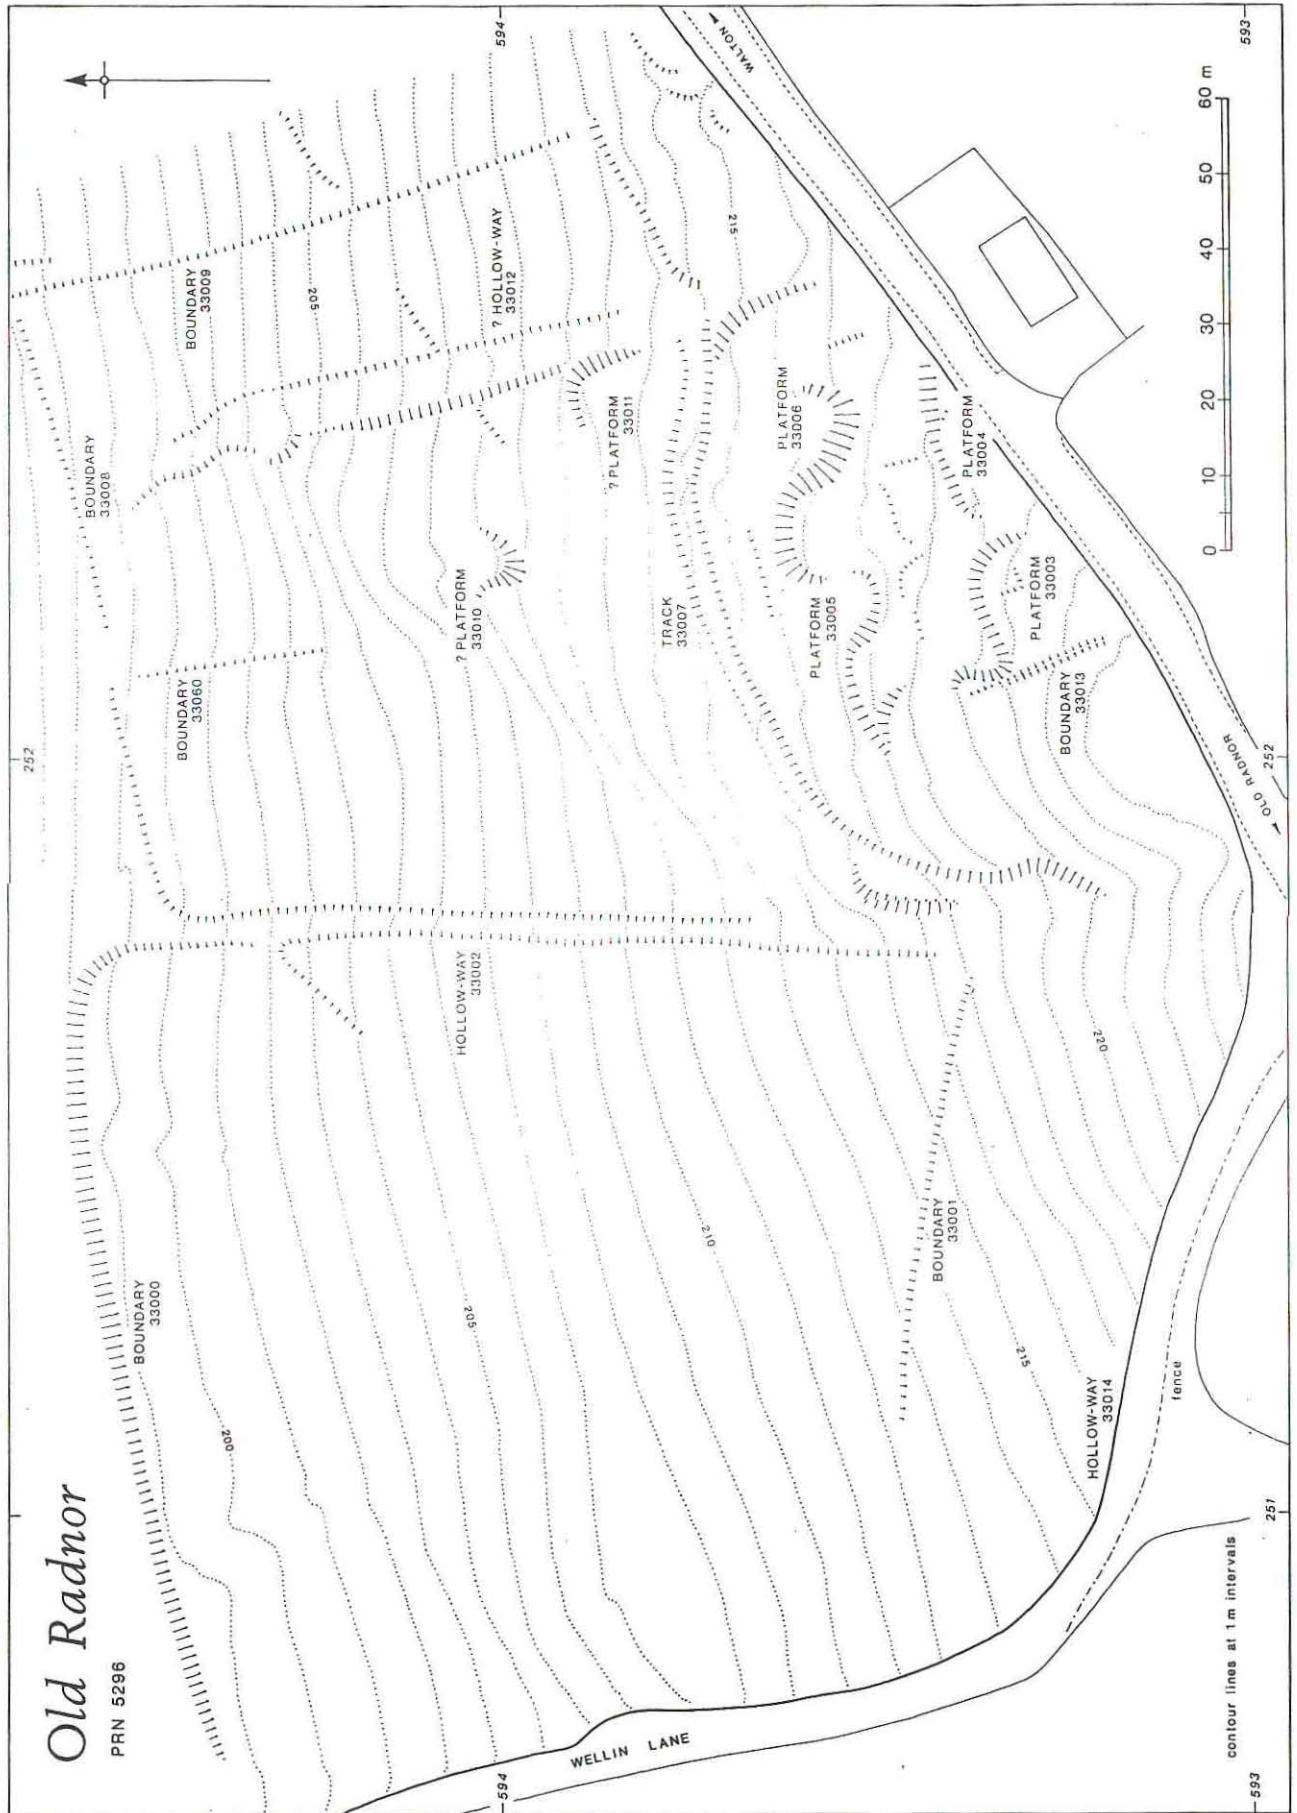 Old Radnor
PRN 5296
252
594
593
WALTON
BOUNDARY
33009
205
? HOLLOW-WAY
33012
215
BOUNDARY
33008
? PLATFORM
33011
PLATFORM
33006
PLATFORM
33004
0 10 20 30 40 50 60 m
BOUNDARY
33060
? PLATFORM
33010
TRACK
33007
PLATFORM
33005
PLATFORM
33003
BOUNDARY
33013
OLD RADNOR
252
HOLLOW-WAY
33002
220
BOUNDARY
33000
205
210
BOUNDARY
33001
215
200
HOLLOW-WAY
33014
fence
251
WELLIN LANE
594
593
contour lines at 1m intervals